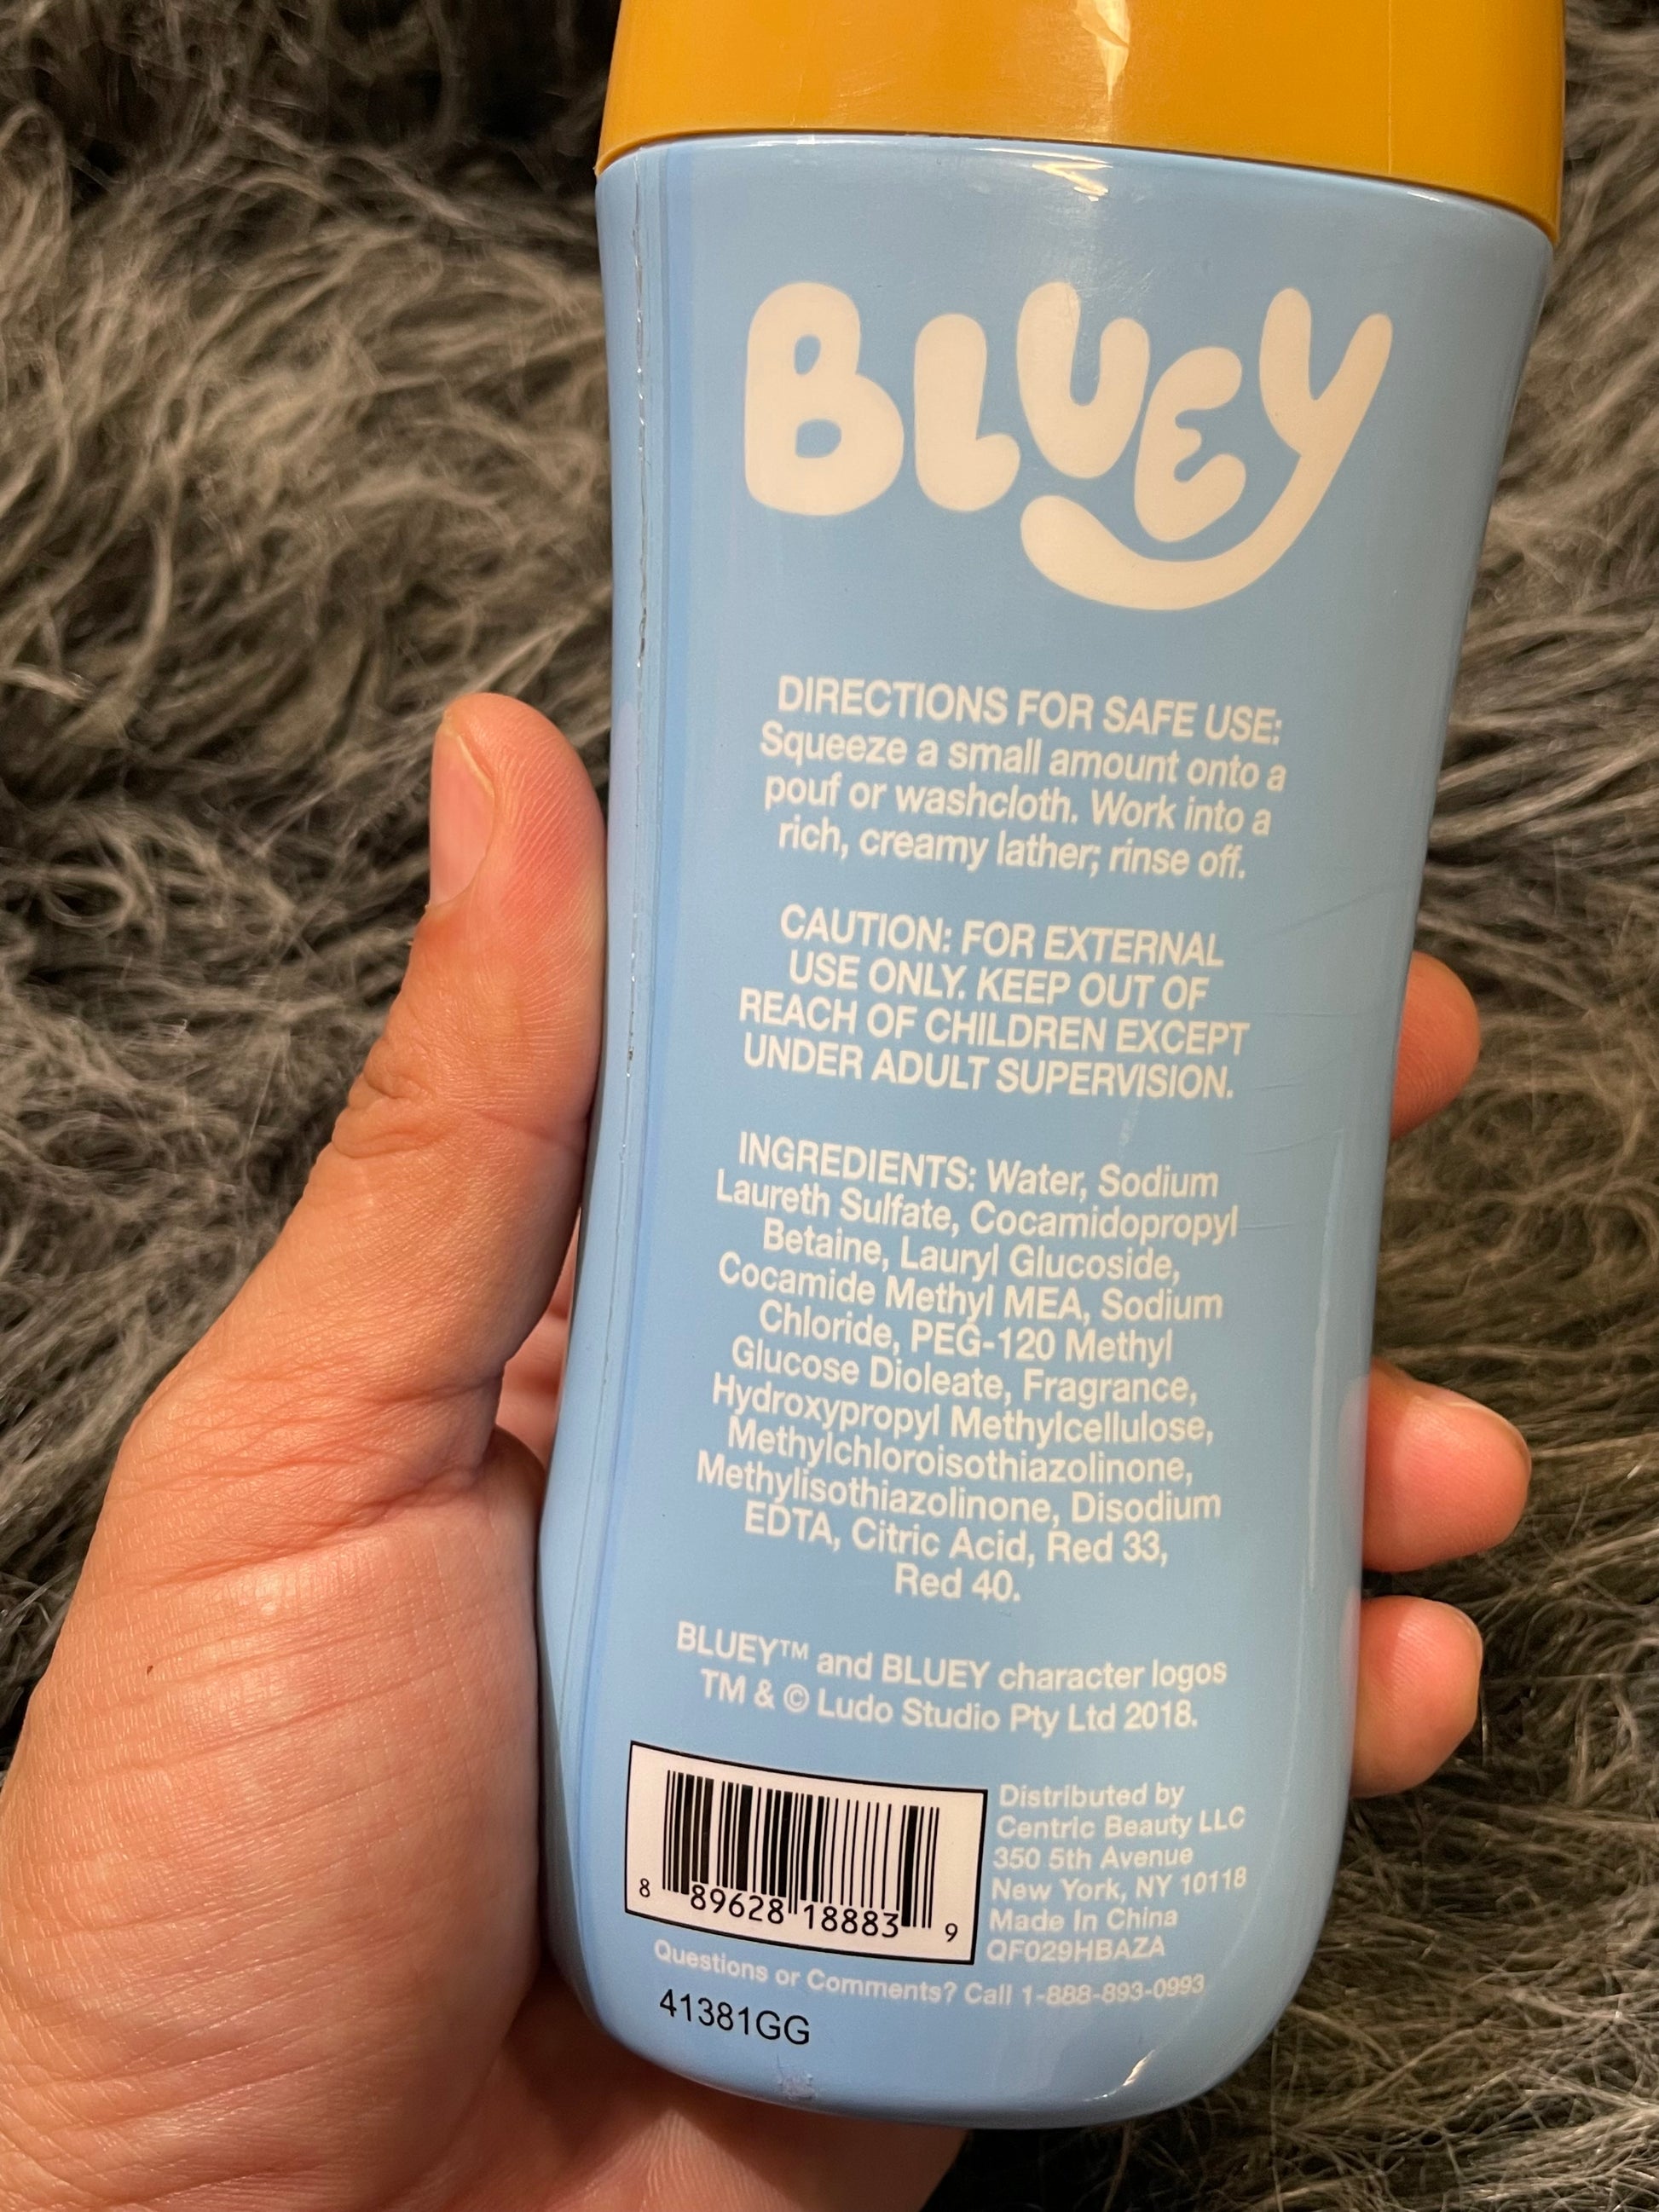 BLUEY
DIRECTIONS FOR SAFE USE:
Squeeze a small amount onto a
pouf or washcloth. Work into a
rich, creamy lather; rinse off.
CAUTION: FOR EXTERNAL
USE ONLY. KEEP OUT OF
REACH OF CHILDREN EXCEPT
UNDER ADULT SUPERVISION.
INGREDIENTS: Water, Sodium
Laureth Sulfate, Cocamidopropyl
Betaine, Lauryl Glucoside,
Cocamide Methyl MEA, Sodium
Chloride, PEG-120 Methyl
Glucose Dioleate, Fragrance,
Hydroxypropyl Methylcellulose,
Methylchloroisothiazolinone,
Methylisothiazolinone, Disodium
EDTA, Citric Acid, Red 33,
Red 40.
BLUEY™ and BLUEY character logos
TM & © Ludo Studio Pty Ltd 2018.
8 89628 18883 9
Distributed by
Centric Beauty LLC
350 5th Avenue
New York, NY 10118
Made In China
QF029HBAZA
Questions or Comments? Call 1-888-893-0993
41381GG